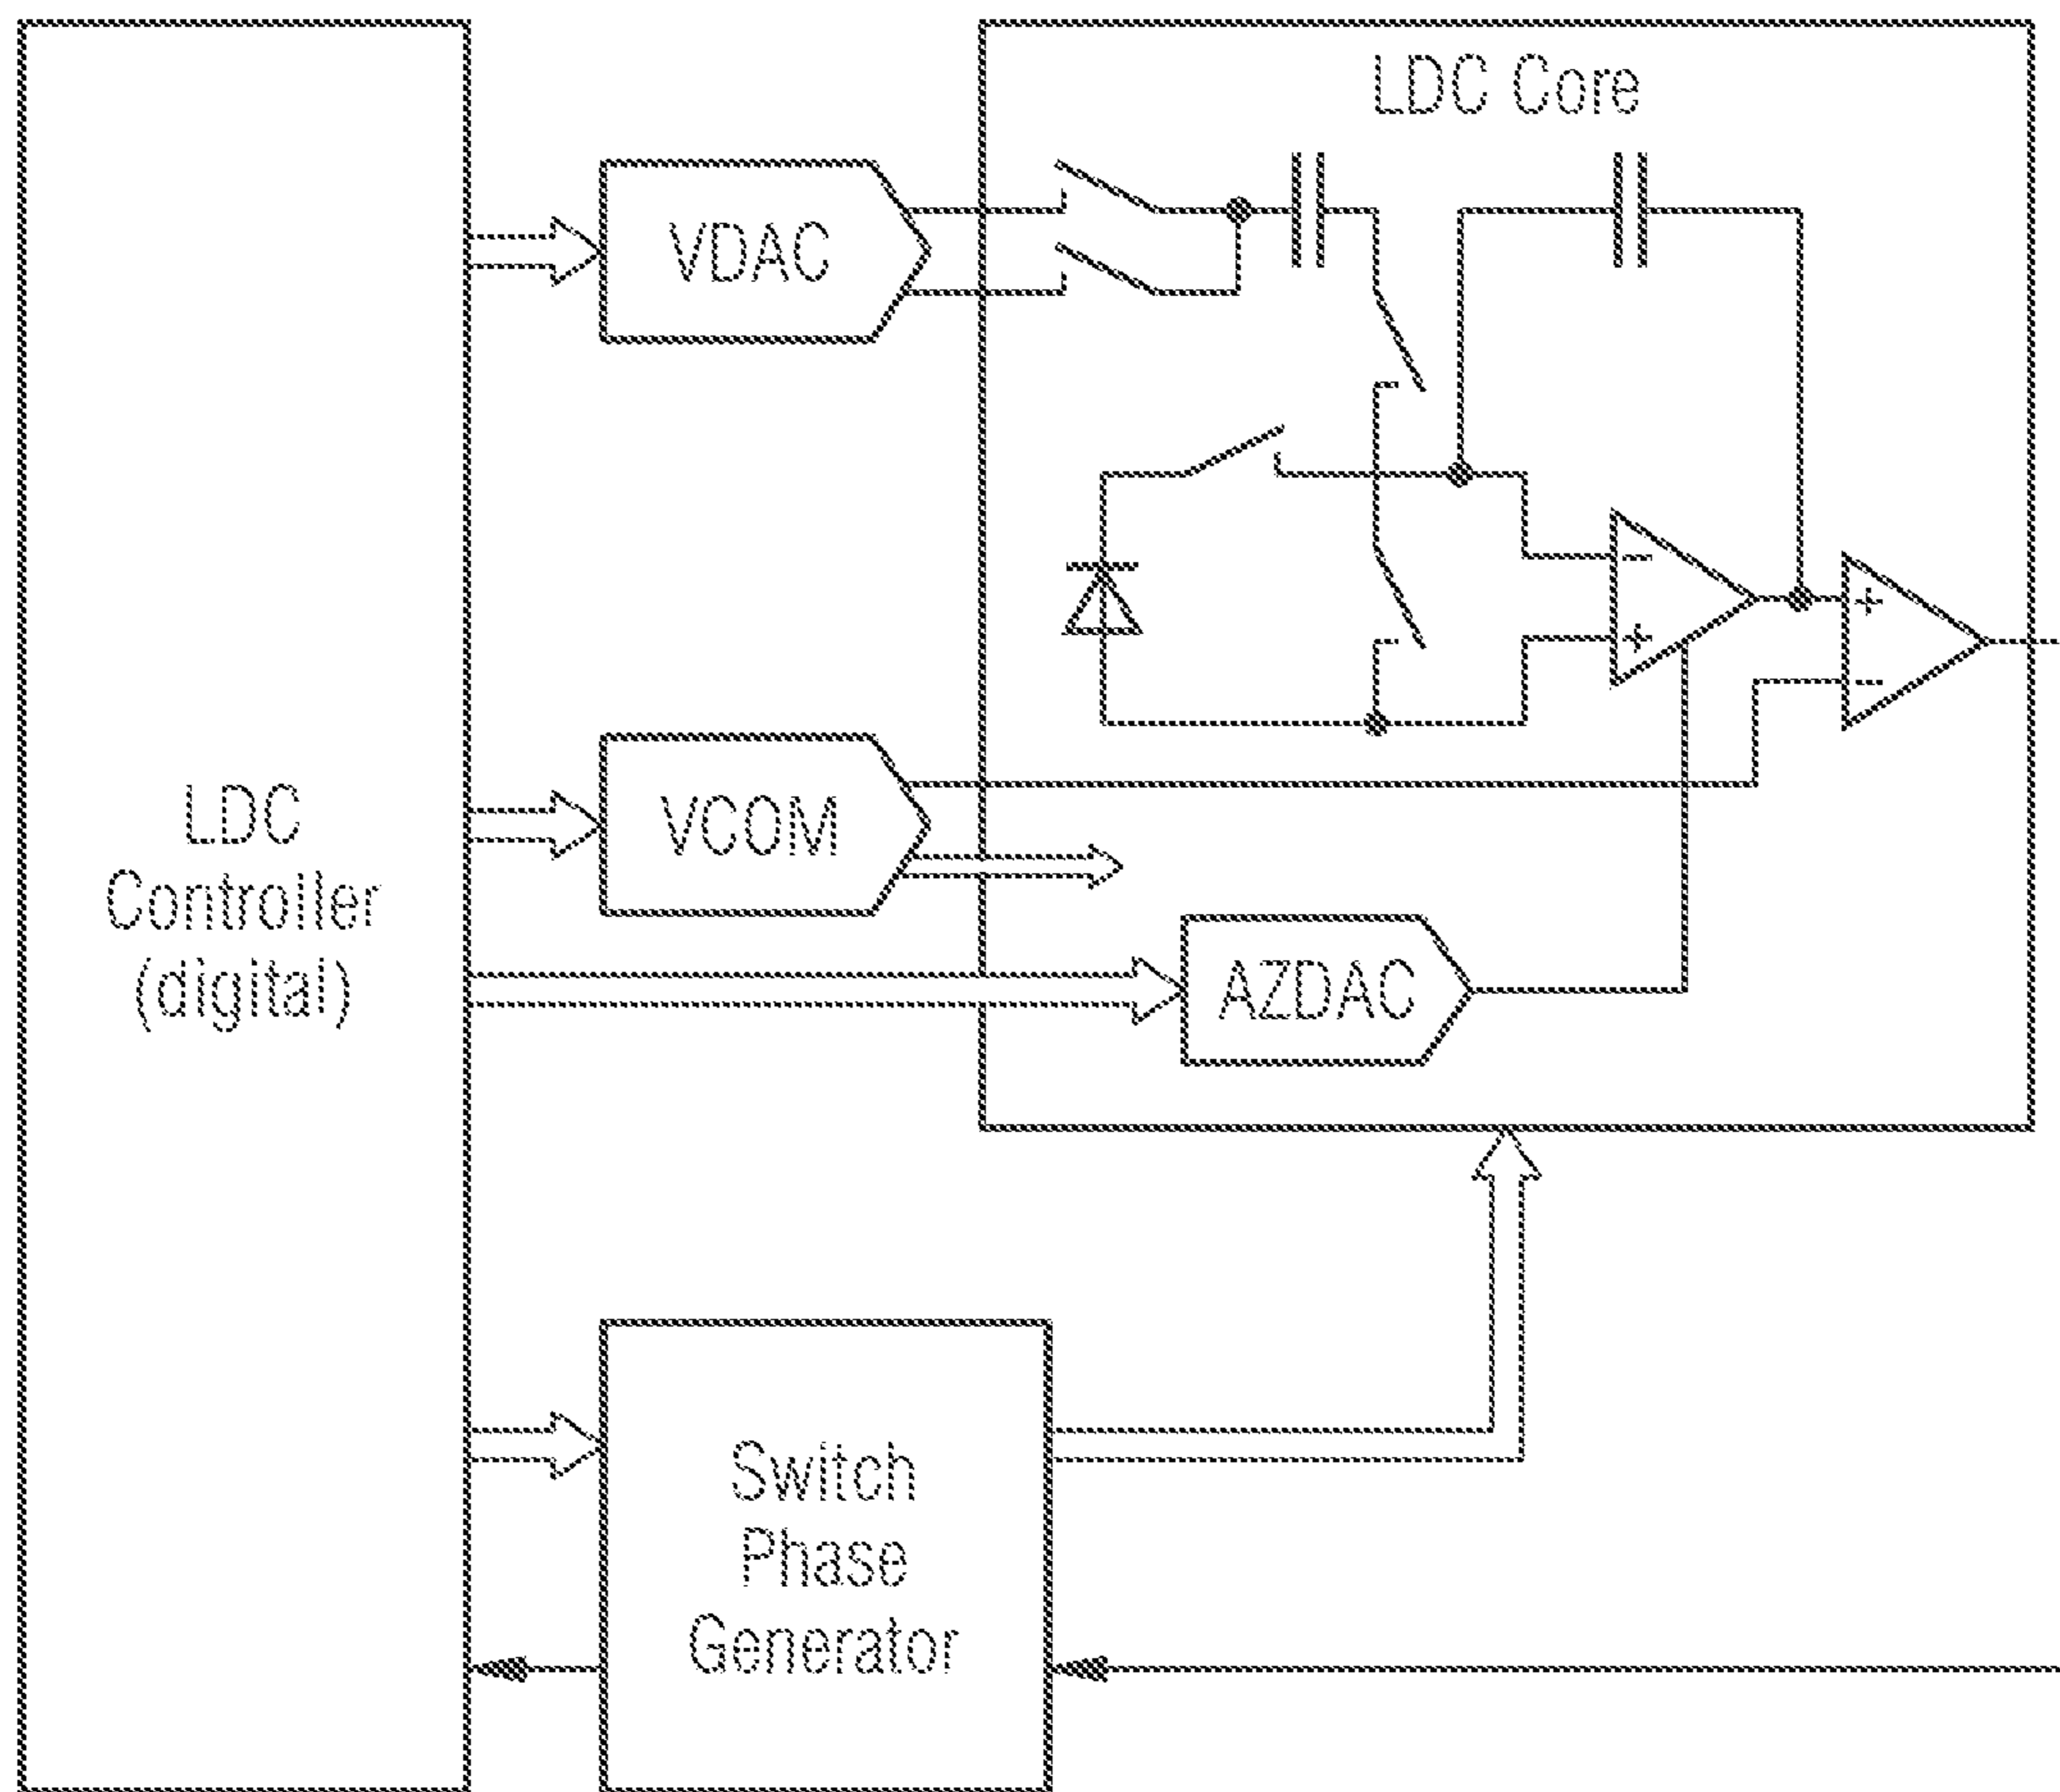 LDC Core
VDAC
−
+
+
−
LDC
Controller
(digital)
VCOM
AZDAC
Switch
Phase
Generator